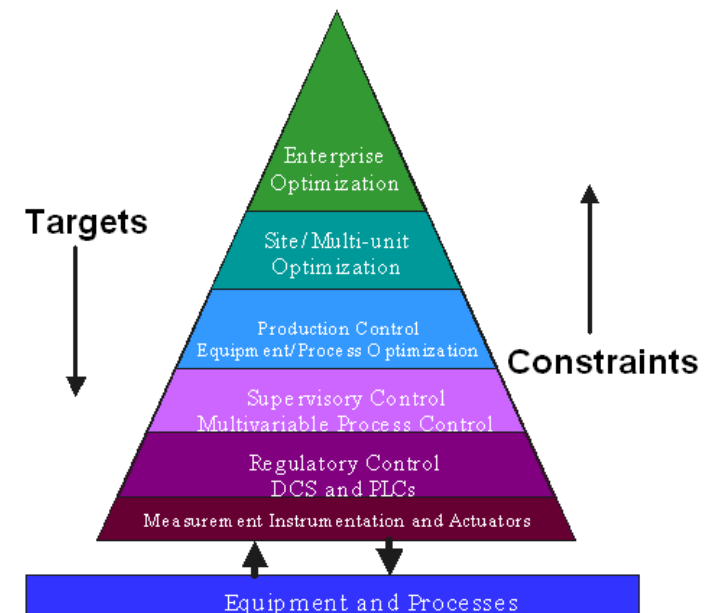 Enterprise
Optimization
Targets
Site/Multi-unit
Optimization
Production Control
Equipment/Process Optimization
Constraints
Supervisory Control
Multivariable Process Control
Regulatory Control
DCS and PLCs
Measurement Instrumentation and Actuators
Equipment and Processes